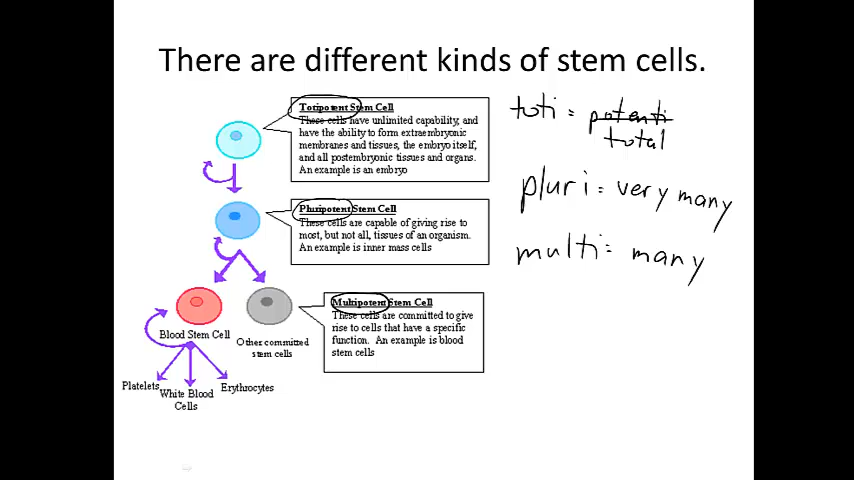 There are different kinds of stem cells.
Totipotent Stem Cell
These cells have unlimited capability, and
have the ability to form extraembryonic
membranes and tissues, the embryo itself,
and all postembryonic tissues and organs.
An example is an embryo
Pluripotent Stem Cell
These cells are capable of giving rise to
most, but not all, tissues of an organism.
An example is inner mass cells
Multipotent Stem Cell
These cells are committed to give
rise to cells that have a specific
function. An example is blood
stem cells
Blood Stem Cell
Other committed
stem cells
Platelets
White Blood
Cells
Erythrocytes
toti = potenti
total
pluri = very many
multi = many